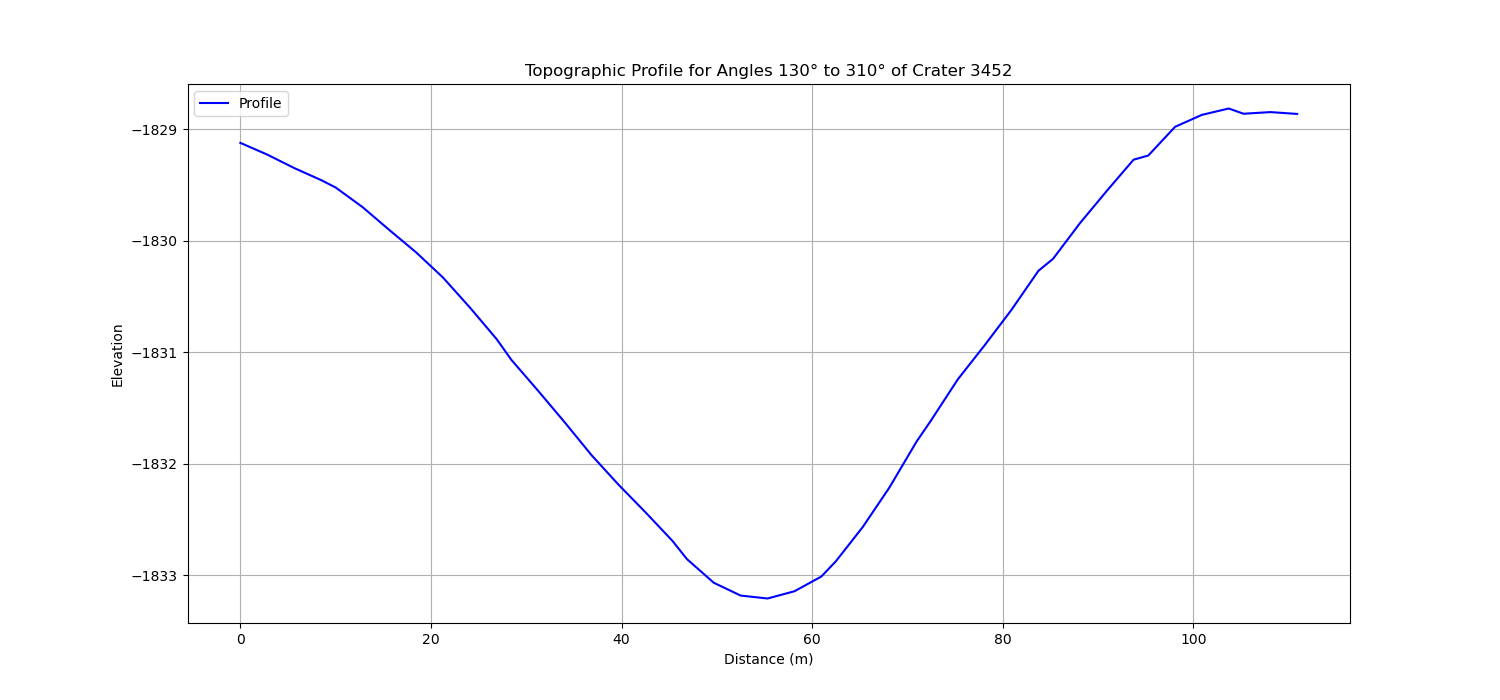 Topographic Profile for Angles 130° to 310° of Crater 3452
Profile
−1829
−1830
−1831
−1832
−1833
Elevation
0 20 40 60 80 100
Distance (m)